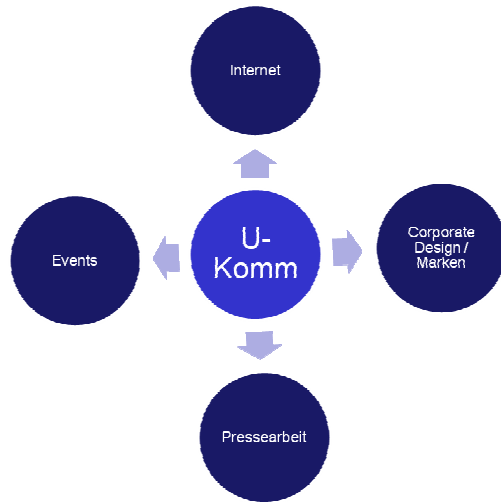 Internet
U-
Komm
Corporate
Design /
Marken
Events
Pressearbeit